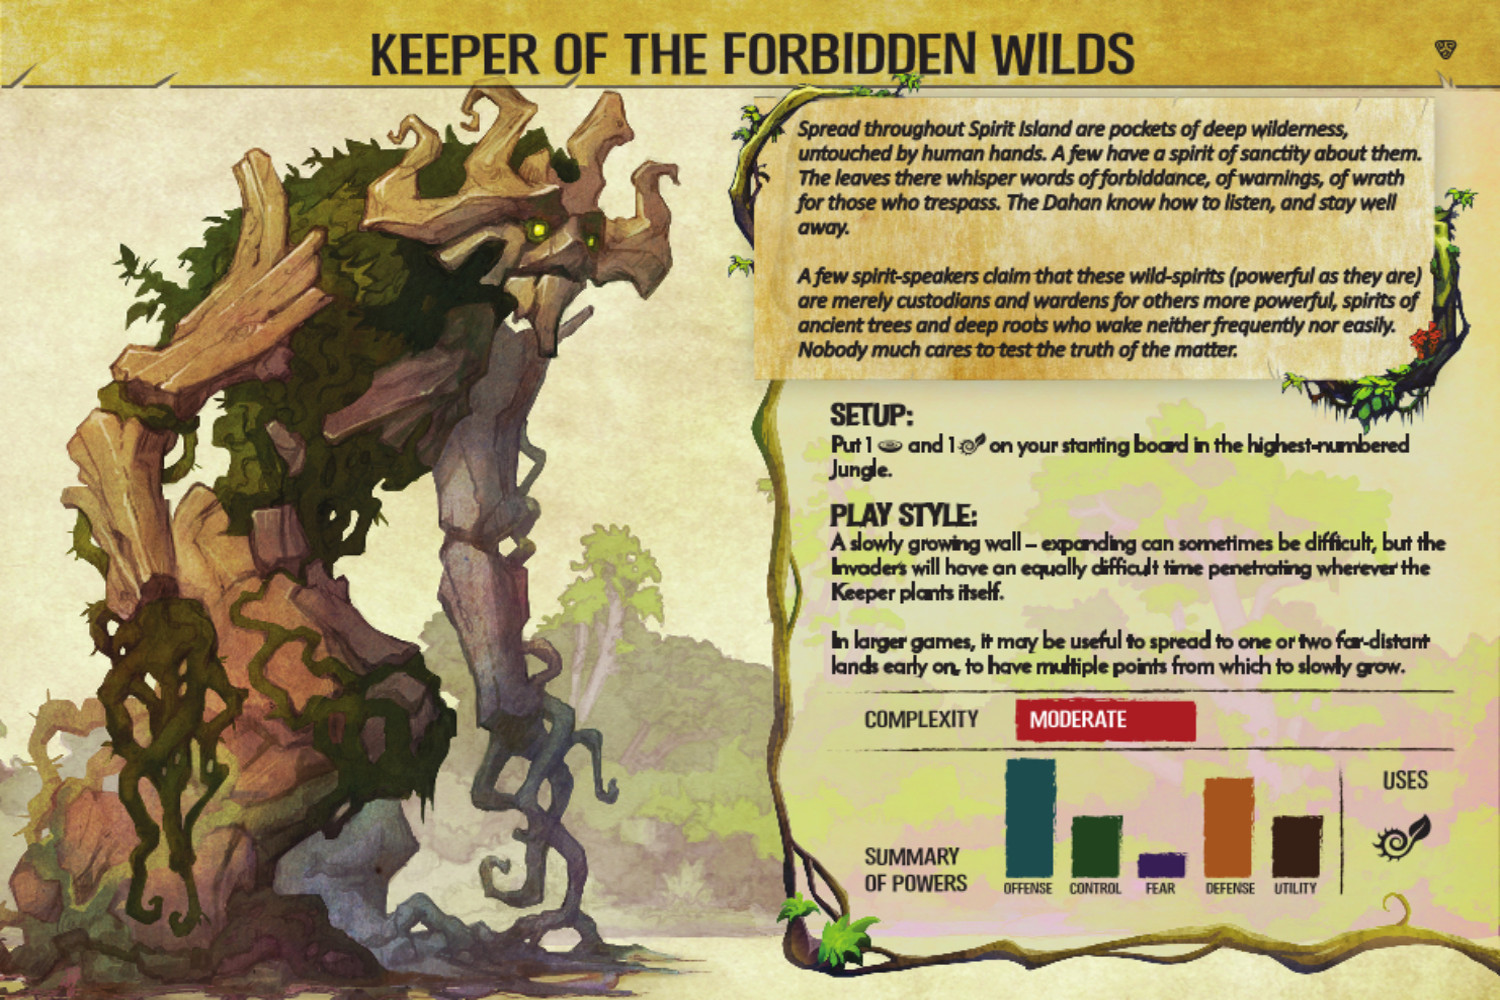 KEEPER OF THE FORBIDDEN WILDS
Spread throughout Spirit Island are pockets of deep wilderness,
untouched by human hands. A few have a spirit of sanctity about them.
The leaves there whisper words of forbiddance, of warnings, of wrath
for those who trespass. The Dahan know how to listen, and stay well
away.
A few spirit-speakers claim that these wild-spirits (powerful as they are)
are merely custodians and wardens for others more powerful, spirits of
ancient trees and deep roots who wake neither frequently nor easily.
Nobody much cares to test the truth of the matter.
SETUP:
Put 1 and 1 on your starting board in the highest-numbered
Jungle.
PLAY STYLE:
A slowly growing wall – expanding can sometimes be difficult, but the
Invaders will have an equally difficult time penetrating wherever the
Keeper plants itself.
In larger games, it may be useful to spread to one or two far-distant
lands early on, to have multiple points from which to slowly grow.
COMPLEXITY MODERATE
USES
SUMMARY
OF POWERS
OFFENSE CONTROL FEAR DEFENSE UTILITY